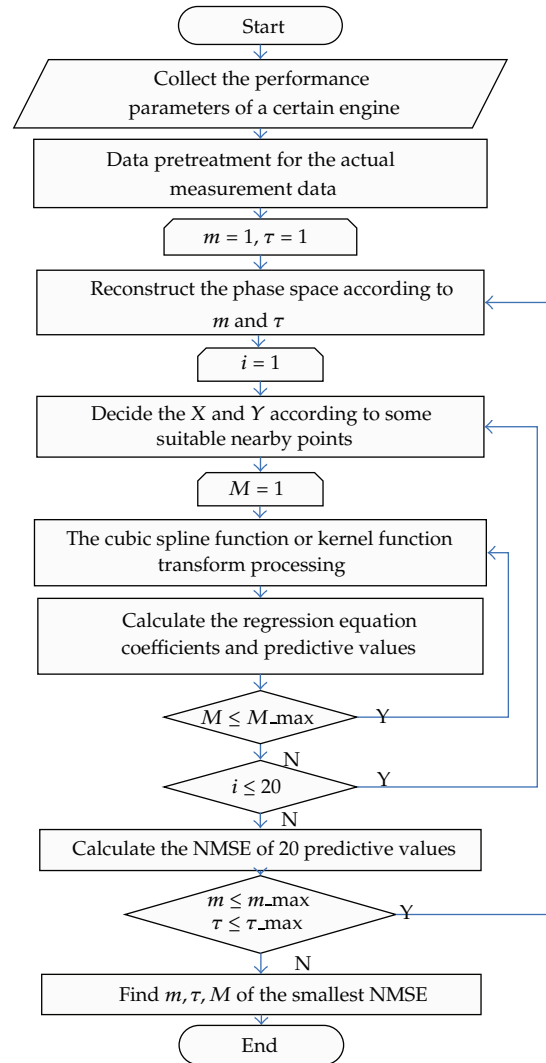 Start
Collect the performance
parameters of a certain engine
Data pretreatment for the actual
measurement data
m = 1, τ = 1
Reconstruct the phase space according to
m and τ
i = 1
Decide the X and Y according to some
suitable nearby points
M = 1
The cubic spline function or kernel function
transform processing
Calculate the regression equation
coefficients and predictive values
M ≤ M_max
Y
N
i ≤ 20
Y
N
Calculate the NMSE of 20 predictive values
m ≤ m_max
τ ≤ τ_max
Y
N
Find m, τ, M of the smallest NMSE
End